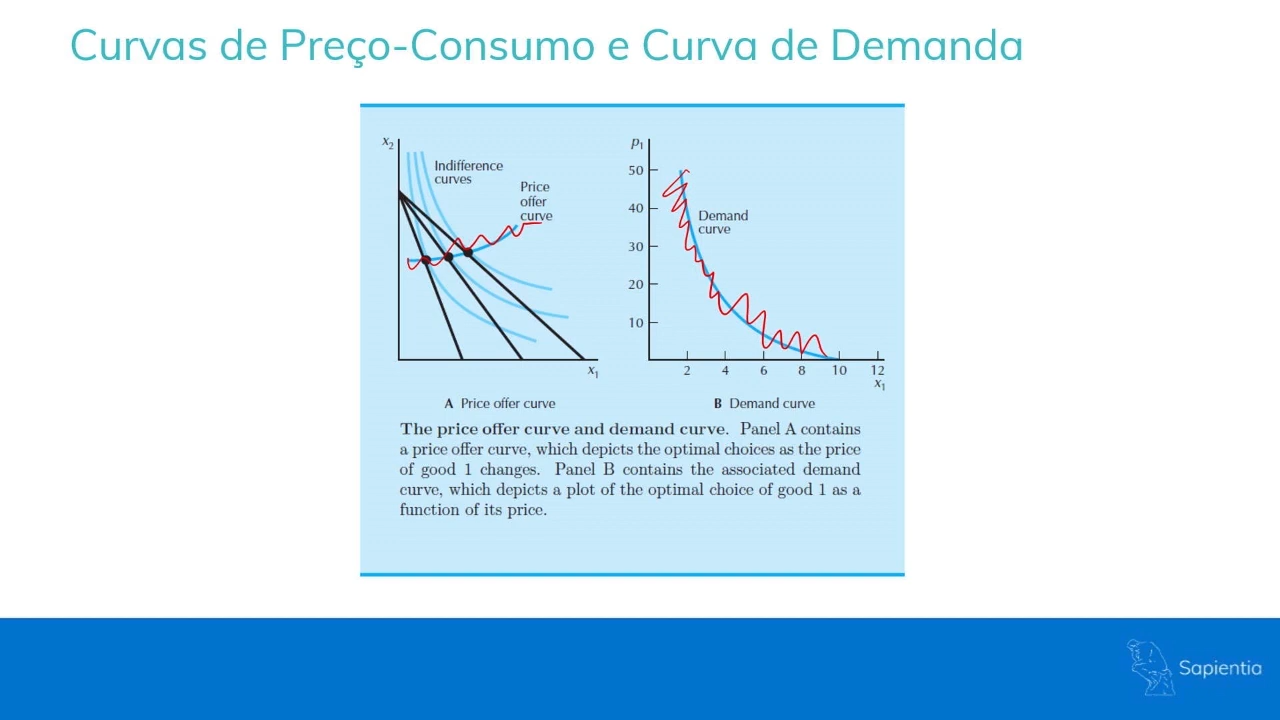 Curvas de Preço-Consumo e Curva de Demanda
x2
Indifference
curves
Price
offer
curve
x1
A Price offer curve
p1
50
40
30
20
10
Demand
curve
2 4 6 8 10 12
x1
B Demand curve
The price offer curve and demand curve. Panel A contains
a price offer curve, which depicts the optimal choices as the price
of good 1 changes. Panel B contains the associated demand
curve, which depicts a plot of the optimal choice of good 1 as a
function of its price.
Sapientia